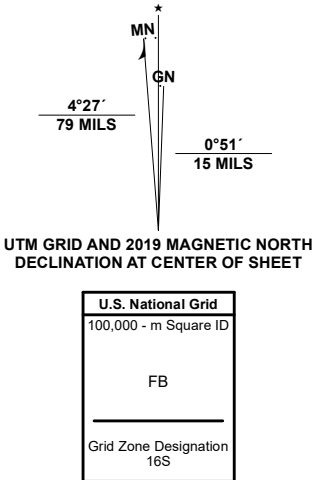 ★
MN
GN
4°27´
79 MILS
0°51´
15 MILS
UTM GRID AND 2019 MAGNETIC NORTH
DECLINATION AT CENTER OF SHEET
U.S. National Grid
100,000 - m Square ID
FB
Grid Zone Designation
16S